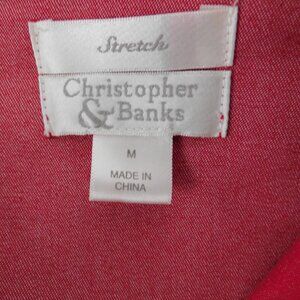 Stretch
Christopher
& Banks
M
MADE IN
CHINA